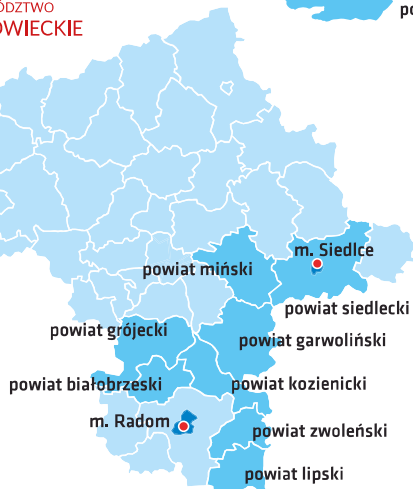 ÓDZTWO
OWIECKIE
po
m. Siedlce
powiat miński
powiat siedlecki
powiat grójecki
powiat garwoliński
powiat białobrzeski
powiat kozienicki
m. Radom
powiat zwoleński
powiat lipski